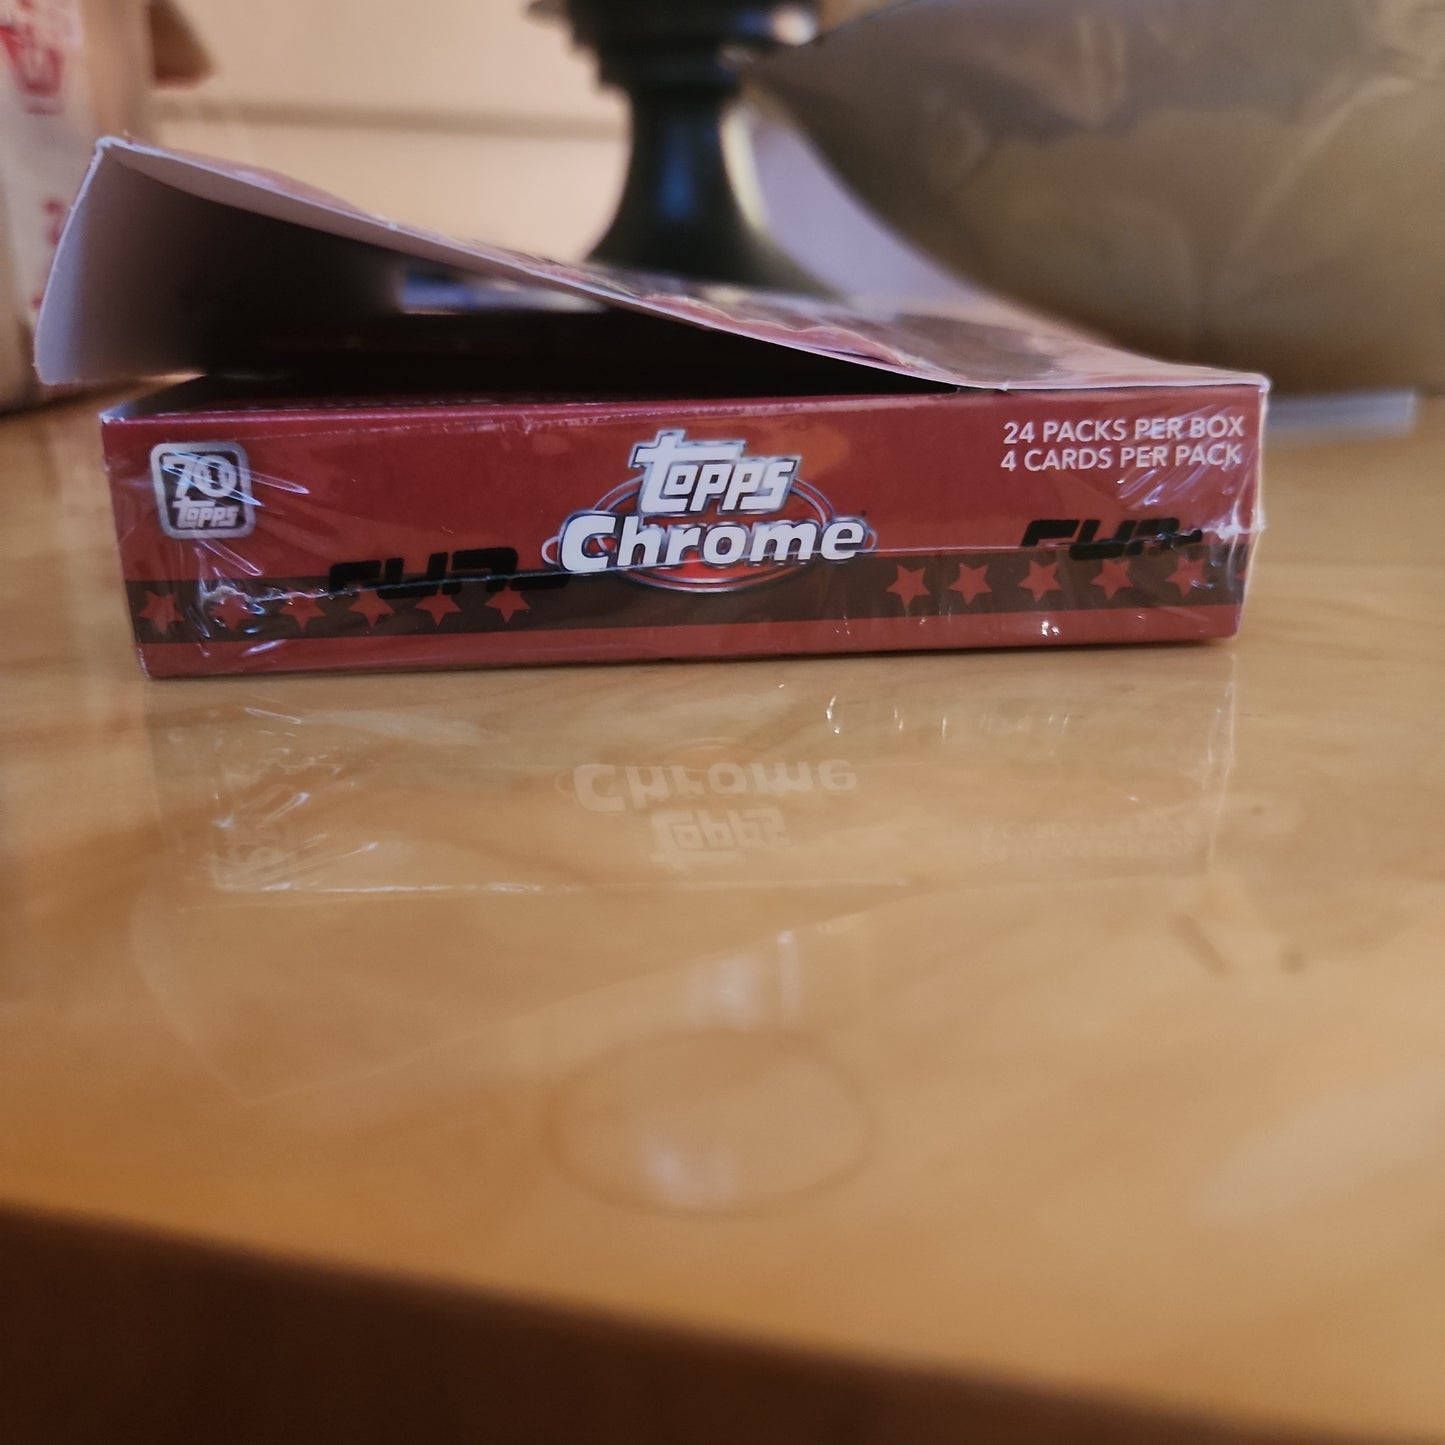 70
topps
topps
Chrome
24 PACKS PER BOX
4 CARDS PER PACK